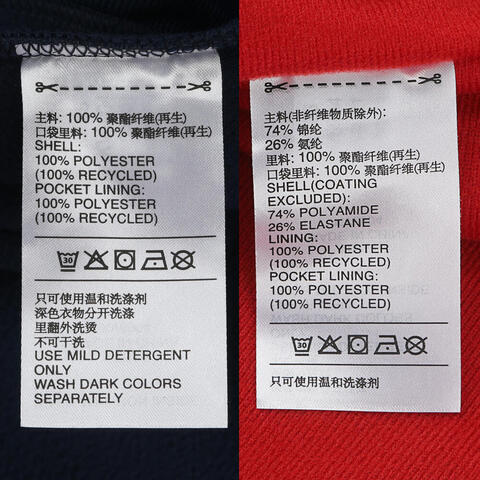 主料: 100% 聚酯纤维(再生)
口袋里料: 100% 聚酯纤维(再生)
SHELL:
100% POLYESTER
(100% RECYCLED)
POCKET LINING:
100% POLYESTER
(100% RECYCLED)
30
只可使用温和洗涤剂
深色衣物分开洗涤
里翻外洗烫
不可干洗
USE MILD DETERGENT
ONLY
WASH DARK COLORS
SEPARATELY
主料(非纤维物质除外):
74% 锦纶
26% 氨纶
里料: 100% 聚酯纤维(再生)
口袋里料: 100% 聚酯纤维(再生)
SHELL(COATING
EXCLUDED):
74% POLYAMIDE
26% ELASTANE
LINING:
100% POLYESTER
(100% RECYCLED)
POCKET LINING:
100% POLYESTER
(100% RECYCLED)
30
只可使用温和洗涤剂